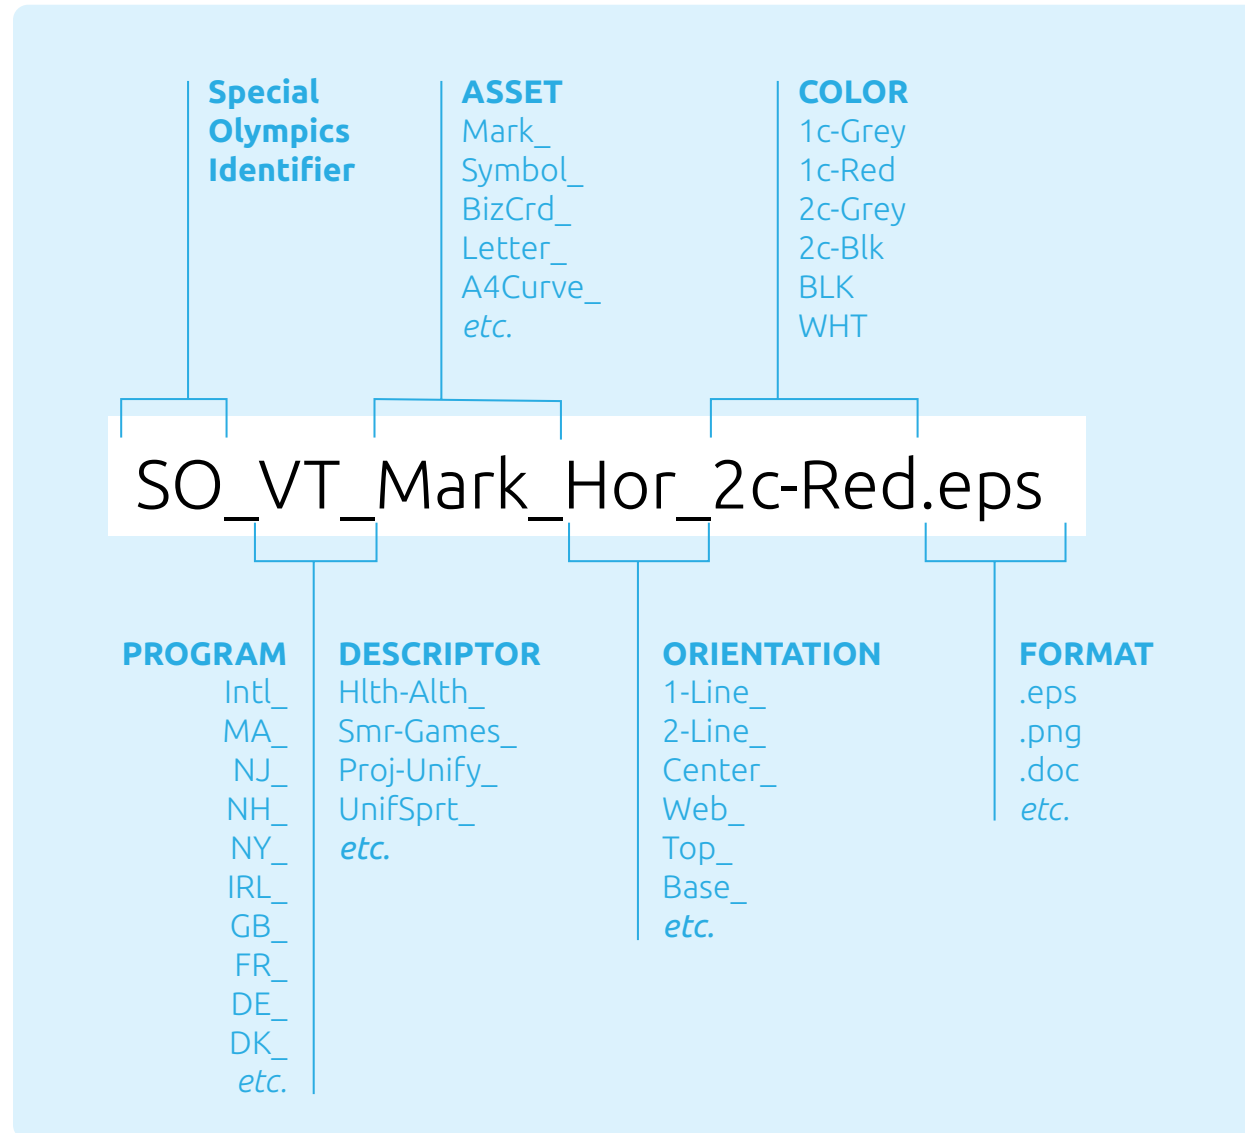 Special
Olympics
Identifier
ASSET
Mark_
Symbol_
BizCrd_
Letter_
A4Curve_
etc.
COLOR
1c-Grey
1c-Red
2c-Grey
2c-Blk
BLK
WHT
SO_VT_Mark_Hor_2c-Red.eps
PROGRAM
Intl_
MA_
NJ_
NH_
NY_
IRL_
GB_
FR_
DE_
DK_
etc.
DESCRIPTOR
Hlth-Alth_
Smr-Games_
Proj-Unify_
UnifSprt_
etc.
ORIENTATION
1-Line_
2-Line_
Center_
Web_
Top_
Base_
etc.
FORMAT
.eps
.png
.doc
etc.